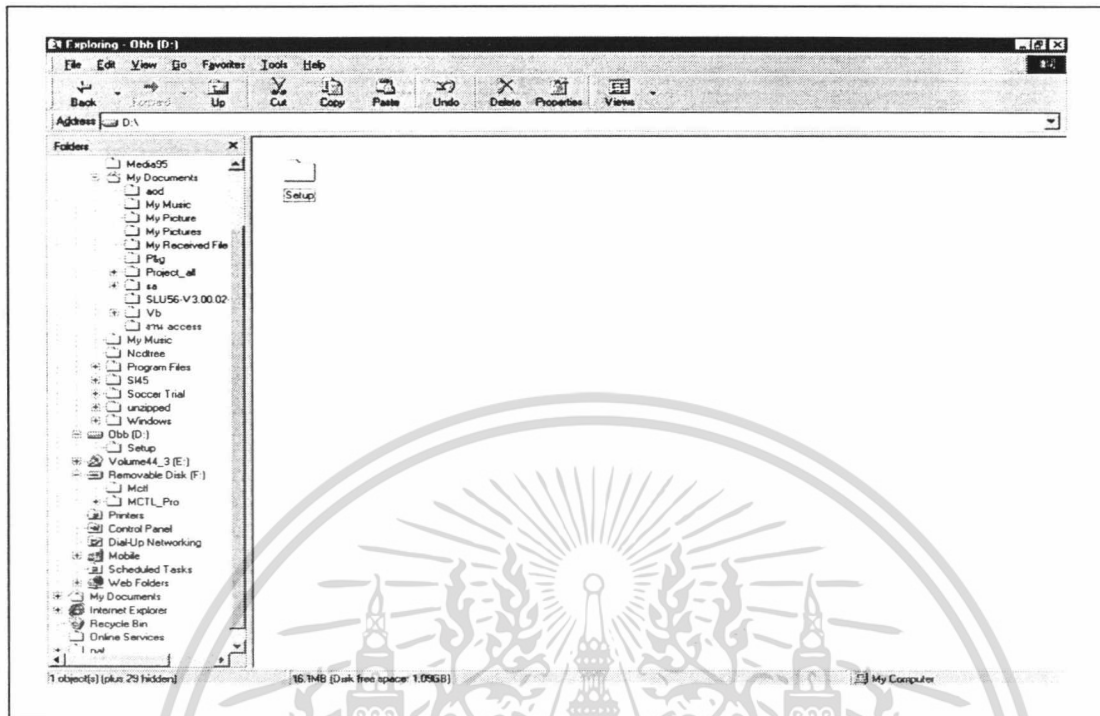 Exploring - Obb (D:)
File Edit View Go Favorites Tools Help
Back Forward Up Cut Copy Paste Undo Delete Properties Views
Address D:\
Folders
Media95
My Documents
aod
My Music
My Picture
My Pictures
My Received File
P&g
Project_all
sa
SLU56-V3.00.02-
Vb
งาน access
My Music
Ncdtree
Program Files
SI45
Soccer Trial
unzipped
Windows
Obb (D:)
Setup
Volume44_3 (E:)
Removable Disk (F:)
Mctl
MCTL_Pro
Printers
Control Panel
Dial-Up Networking
Mobile
Scheduled Tasks
Web Folders
My Documents
Internet Explorer
Recycle Bin
Online Services
Setup
1 object(s) (plus 29 hidden)
16.1MB (Disk free space: 1.09GB)
My Computer